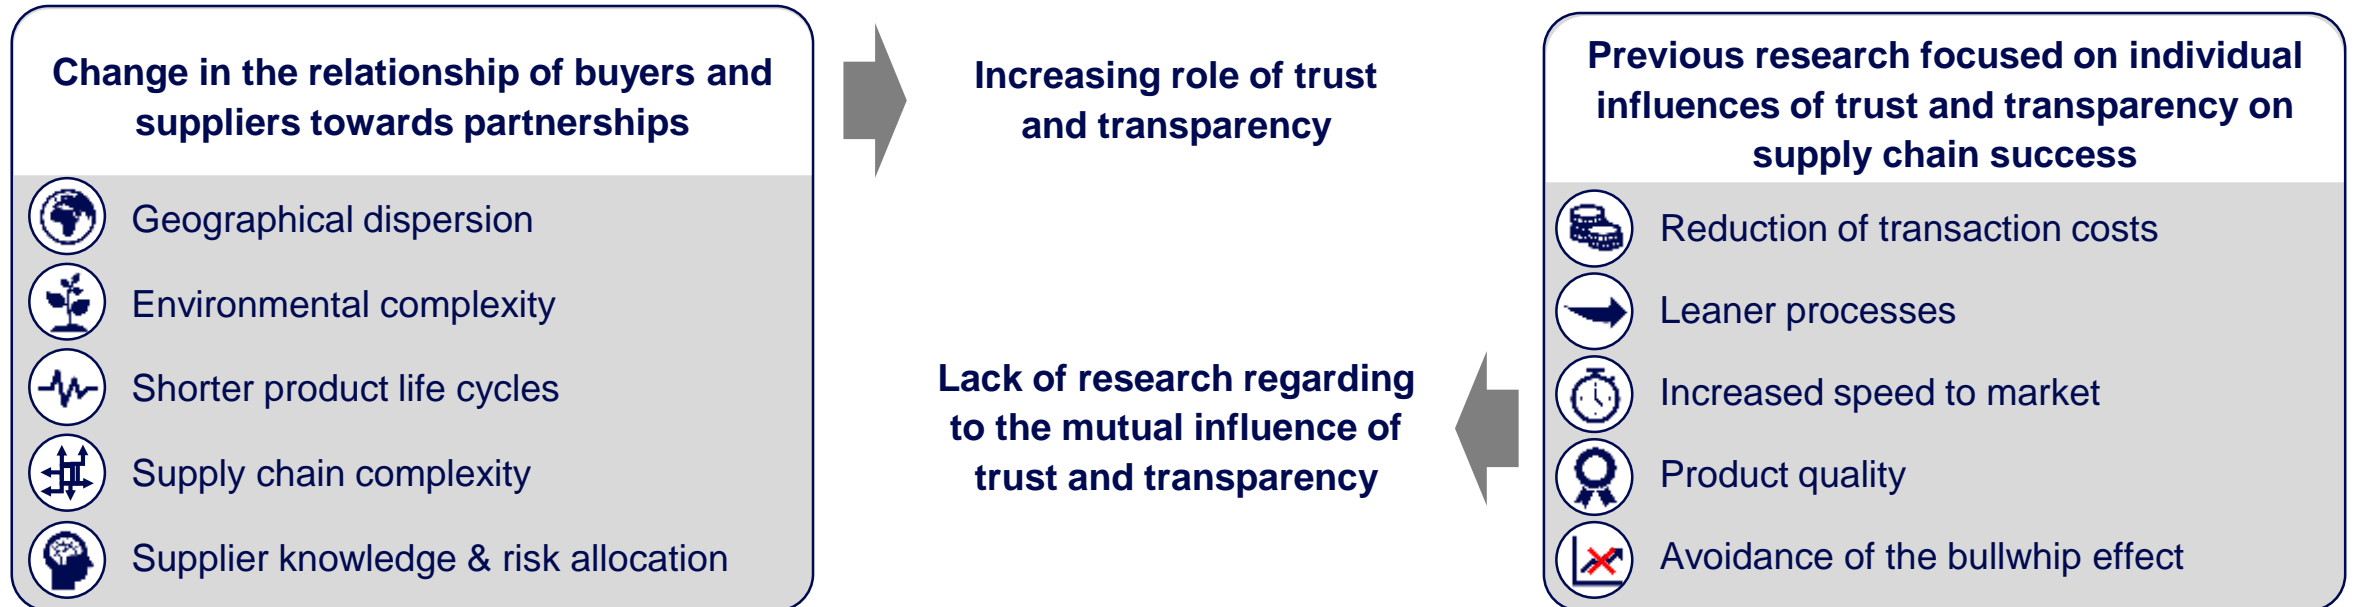 Change in the relationship of buyers and
suppliers towards partnerships
Geographical dispersion
Environmental complexity
Shorter product life cycles
Supply chain complexity
Supplier knowledge & risk allocation
Increasing role of trust
and transparency
Lack of research regarding
to the mutual influence of
trust and transparency
Previous research focused on individual
influences of trust and transparency on
supply chain success
Reduction of transaction costs
Leaner processes
Increased speed to market
Product quality
Avoidance of the bullwhip effect